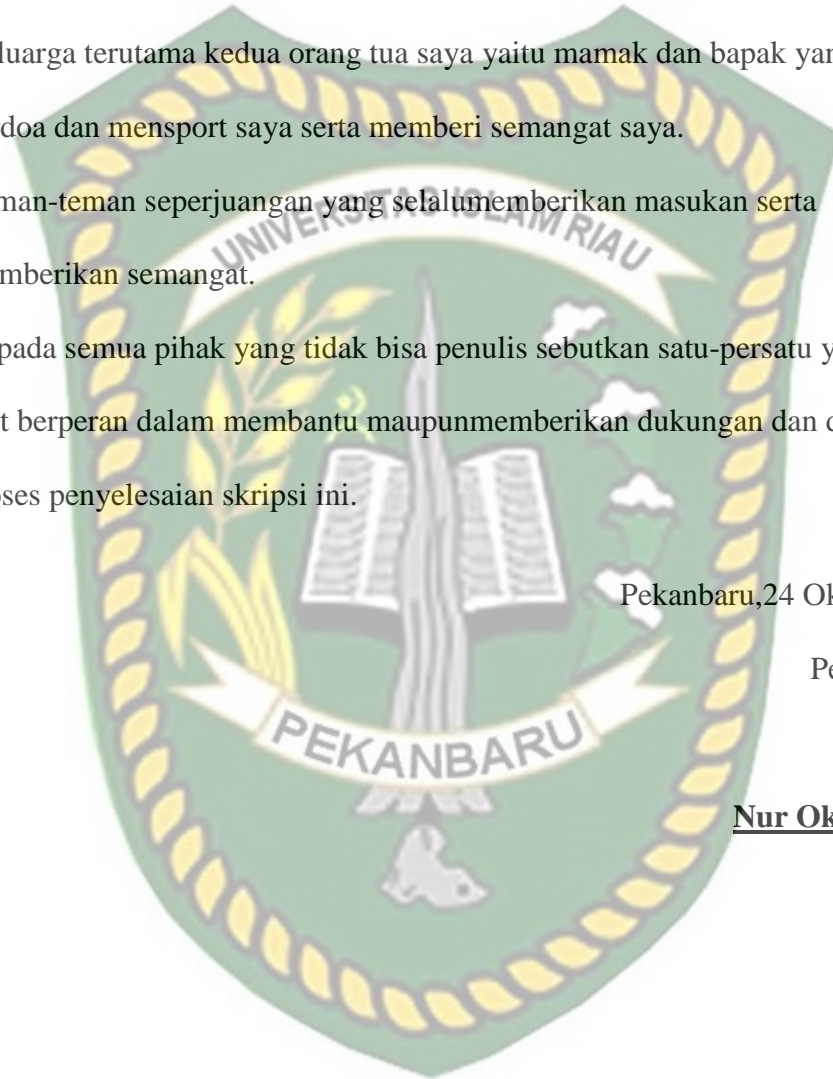 luarga terutama kedua orang tua saya yaitu mamak dan bapak yan
doa dan mensport saya serta memberi semangat saya.
man-teman seperjuangan yang selalumemberikan masukan serta
UNIVERSITAS ISLAM RIAU
mberikan semangat.
pada semua pihak yang tidak bisa penulis sebutkan satu-persatu y
t berperan dalam membantu maupunmemberikan dukungan dan d
ses penyelesaian skripsi ini.
Pekanbaru,24 Ok
Pe
PEKANBARU
Nur Ok